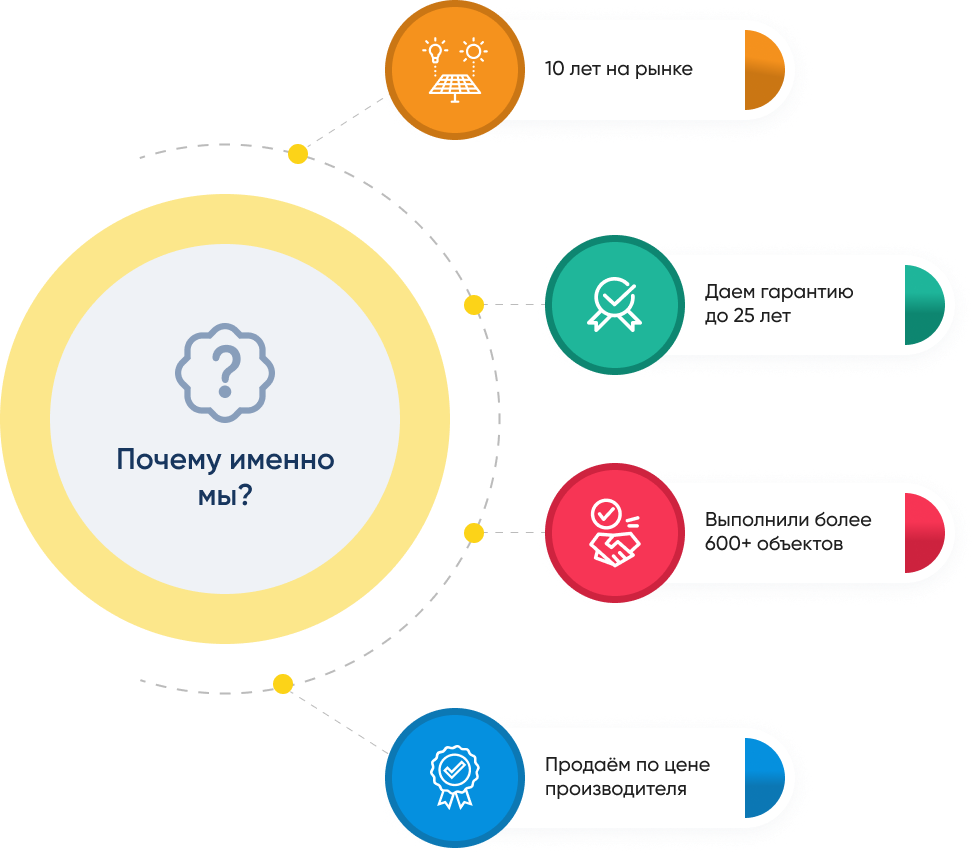 10 лет на рынке
Даем гарантию
до 25 лет
Почему именно
мы?
Выполнили более
600+ объектов
Продаём по цене
производителя